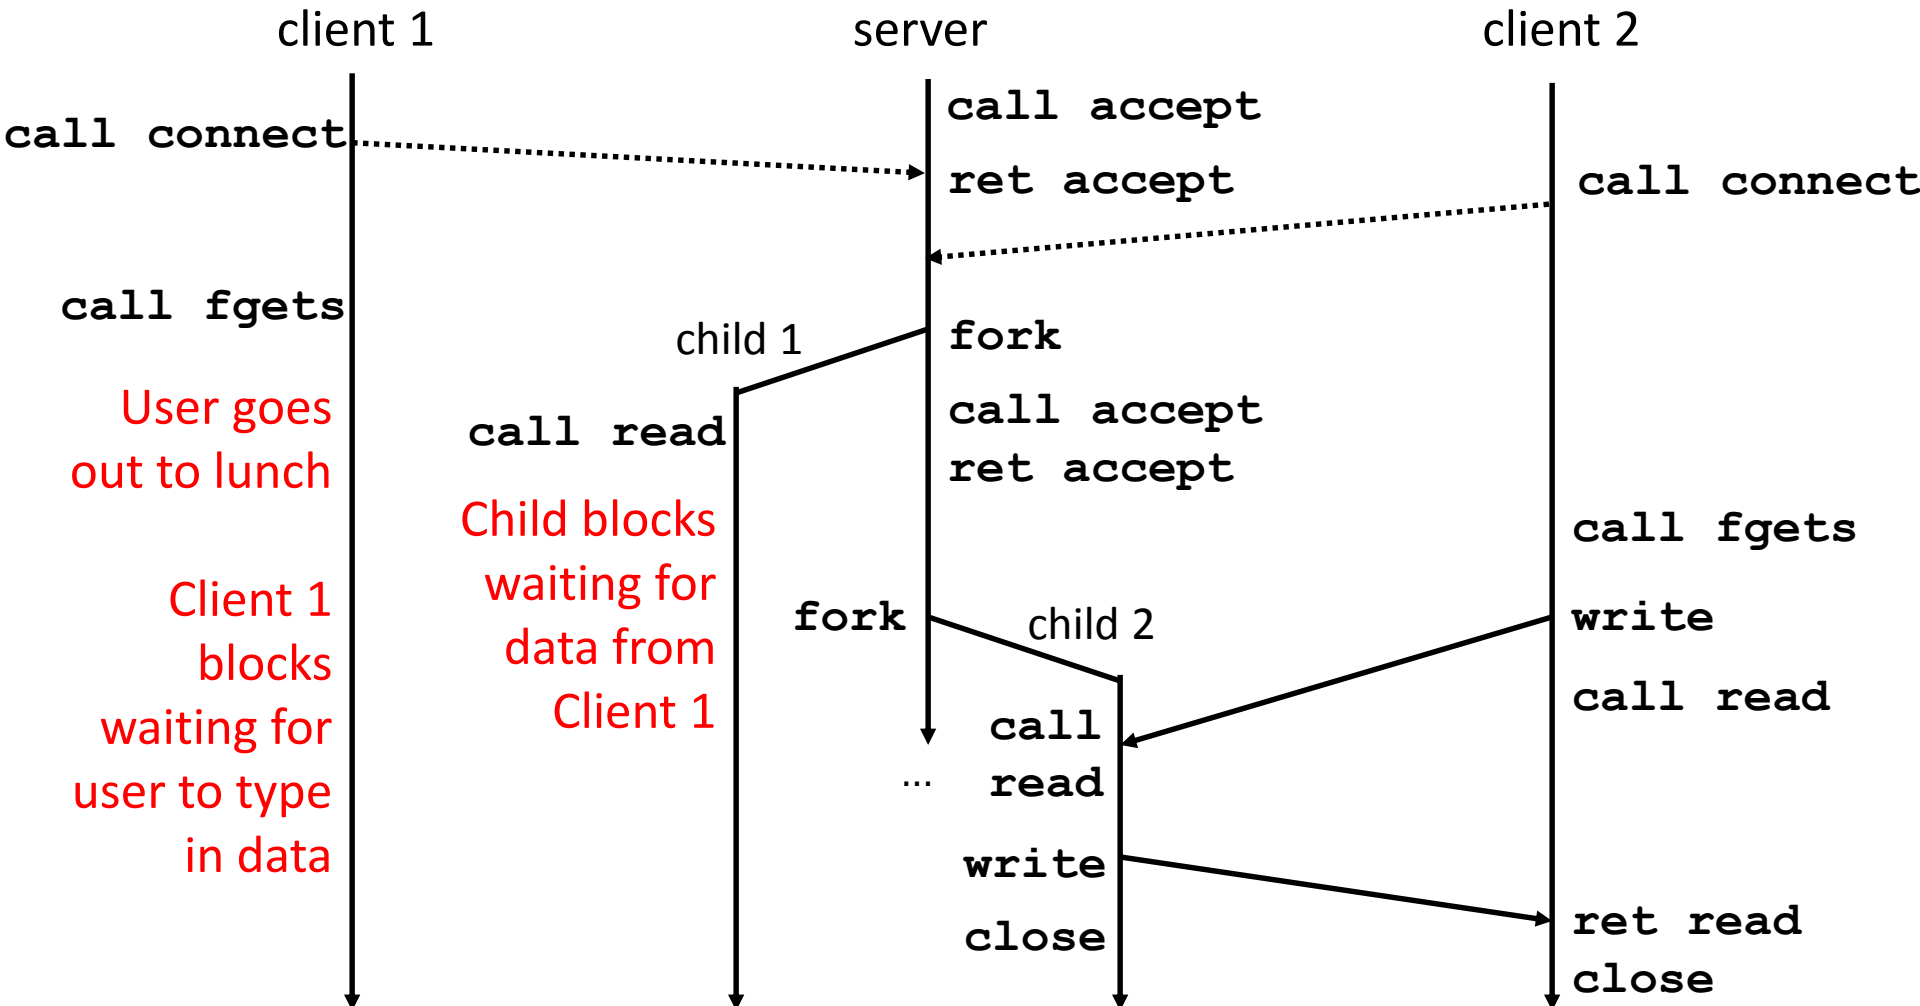 client 1
server
client 2
call connect
call accept
ret accept
call connect
call fgets
child 1
fork
User goes
out to lunch
call read
call accept
ret accept
Child blocks
waiting for
data from
Client 1
call fgets
Client 1
blocks
waiting for
user to type
in data
fork
child 2
write
call read
call
read
...
write
close
ret read
close